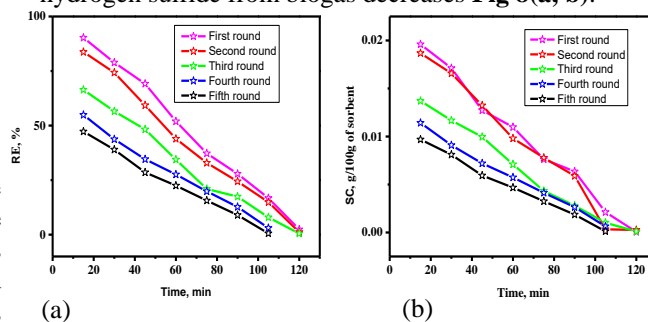 hydrogen sulfide from biogas decreases Fig 8(a, b).
100
50
0
RE, %
First round
Second round
Third round
Fourth round
Fifth round
0 20 40 60 80 100 120
Time, min
(a)
0.02
0.01
0.00
SC, g/100g of sorbent
First round
Second round
Third round
Fourth round
Fith round
0 20 40 60 80 100 120
Time, min
(b)